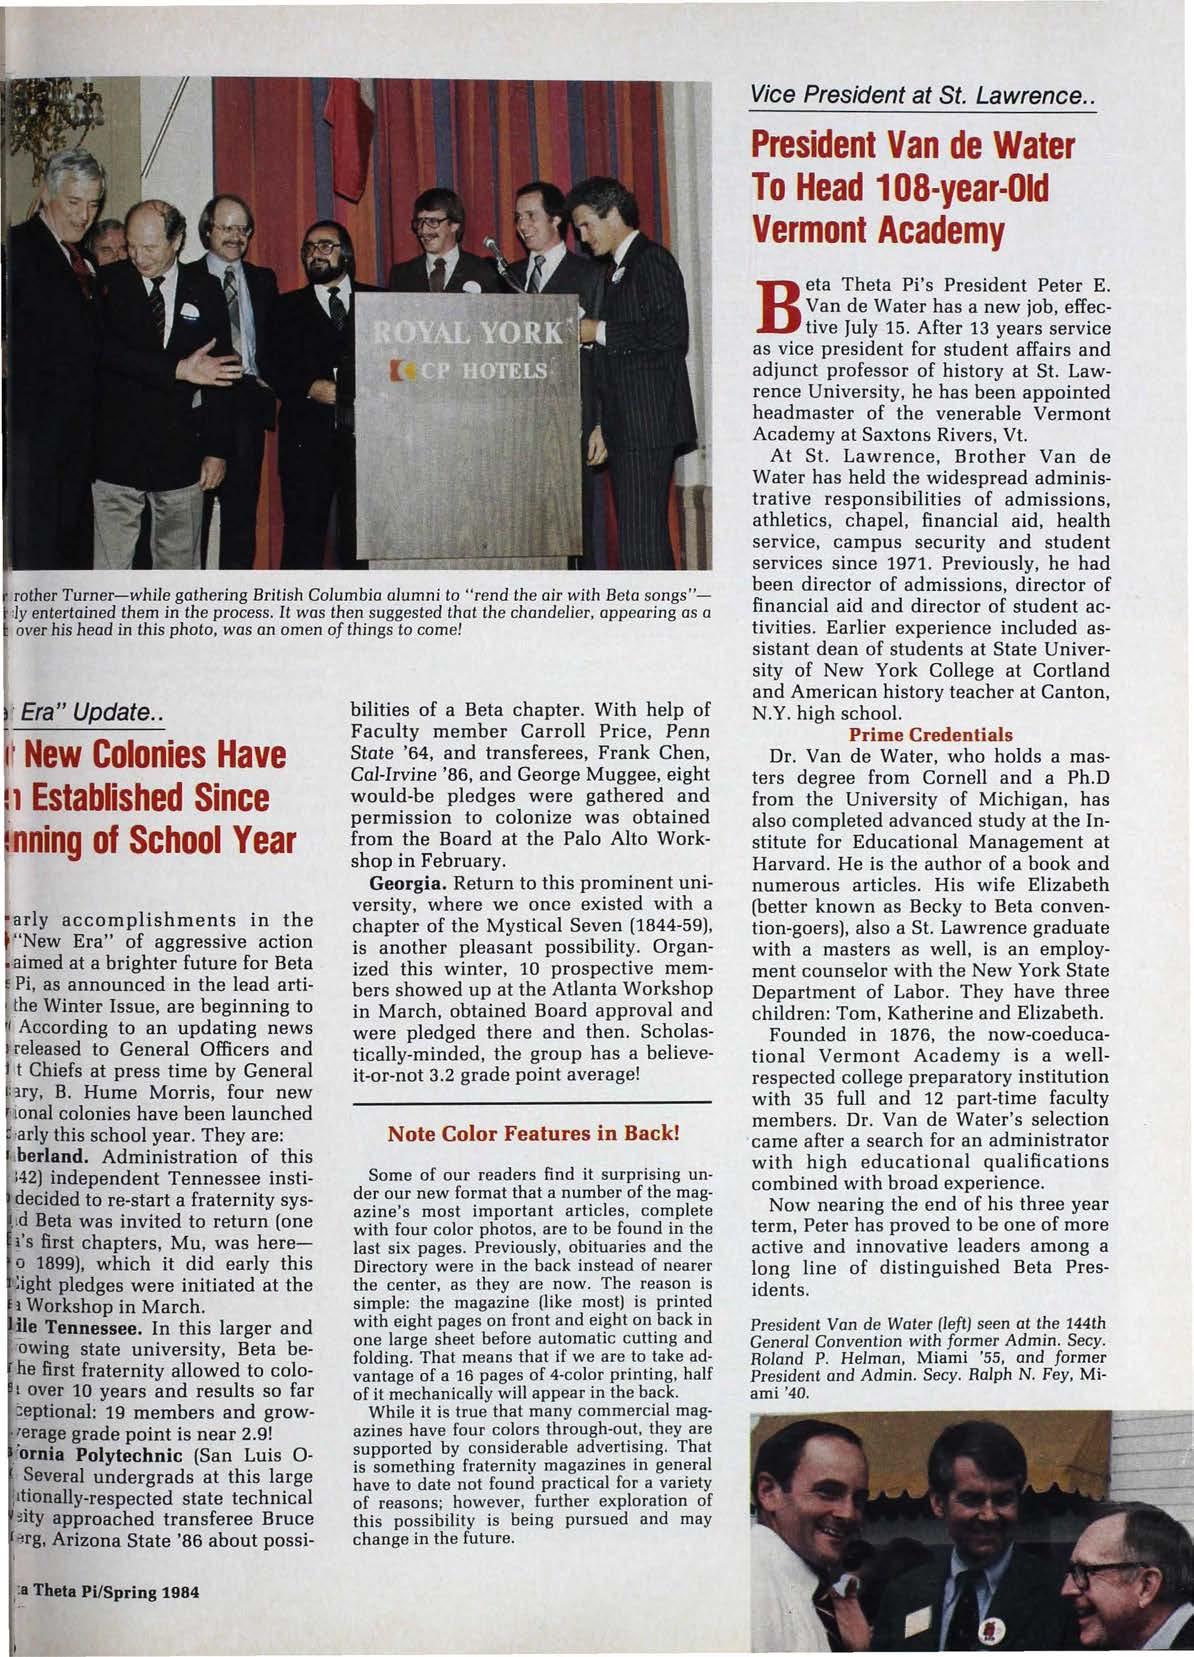 ROYAL YORK
CP HOTELS
rother Turner—while gathering British Columbia alumni to "rend the air with Beta songs"—
ly entertained them in the process. It was then suggested that the chandelier, appearing as a
over his head in this photo, was an omen of things to come!
Era" Update..
New Colonies Have
Established Since
nning of School Year
arly accomplishments in the
"New Era" of aggressive action
aimed at a brighter future for Beta
Pi, as announced in the lead arti-
the Winter Issue, are beginning to
According to an updating news
released to General Officers and
t Chiefs at press time by General
ary, B. Hume Morris, four new
ional colonies have been launched
arly this school year. They are:
berland. Administration of this
42) independent Tennessee insti-
decided to re-start a fraternity sys-
d Beta was invited to return (one
's first chapters, Mu, was here—
o 1899), which it did early this
ight pledges were initiated at the
Workshop in March.
le Tennessee. In this larger and
owing state university, Beta be-
he first fraternity allowed to colo-
over 10 years and results so far
ceptional: 19 members and grow-
erage grade point is near 2.9!
ornia Polytechnic (San Luis O-
Several undergrads at this large
tionally-respected state technical
sity approached transferee Bruce
erg, Arizona State '86 about possi-
bilities of a Beta chapter. With help of
Faculty member Carroll Price, Penn
State '64, and transferees, Frank Chen,
Cal-Irvine '86, and George Muggee, eight
would-be pledges were gathered and
permission to colonize was obtained
from the Board at the Palo Alto Work-
shop in February.
Georgia. Return to this prominent uni-
versity, where we once existed with a
chapter of the Mystical Seven (1844-59),
is another pleasant possibility. Organ-
ized this winter, 10 prospective mem-
bers showed up at the Atlanta Workshop
in March, obtained Board approval and
were pledged there and then. Scholas-
tically-minded, the group has a believe-
it-or-not 3.2 grade point average!
Note Color Features in Back!
Some of our readers find it surprising un-
der our new format that a number of the mag-
azine's most important articles, complete
with four color photos, are to be found in the
last six pages. Previously, obituaries and the
Directory were in the back instead of nearer
the center, as they are now. The reason is
simple: the magazine (like most) is printed
with eight pages on front and eight on back in
one large sheet before automatic cutting and
folding. That means that if we are to take ad-
vantage of a 16 pages of 4-color printing, half
of it mechanically will appear in the back.
While it is true that many commercial mag-
azines have four colors through-out, they are
supported by considerable advertising. That
is something fraternity magazines in general
have to date not found practical for a variety
of reasons; however, further exploration of
this possibility is being pursued and may
change in the future.
Vice President at St. Lawrence..
President Van de Water
To Head 108-year-Old
Vermont Academy
Beta Theta Pi's President Peter E.
Van de Water has a new job, effec-
tive July 15. After 13 years service
as vice president for student affairs and
adjunct professor of history at St. Law-
rence University, he has been appointed
headmaster of the venerable Vermont
Academy at Saxtons Rivers, Vt.
At St. Lawrence, Brother Van de
Water has held the widespread adminis-
trative responsibilities of admissions,
athletics, chapel, financial aid, health
service, campus security and student
services since 1971. Previously, he had
been director of admissions, director of
financial aid and director of student ac-
tivities. Earlier experience included as-
sistant dean of students at State Univer-
sity of New York College at Cortland
and American history teacher at Canton,
N.Y. high school.
Prime Credentials
Dr. Van de Water, who holds a mas-
ters degree from Cornell and a Ph.D
from the University of Michigan, has
also completed advanced study at the In-
stitute for Educational Management at
Harvard. He is the author of a book and
numerous articles. His wife Elizabeth
(better known as Becky to Beta conven-
tion-goers), also a St. Lawrence graduate
with a masters as well, is an employ-
ment counselor with the New York State
Department of Labor. They have three
children: Tom, Katherine and Elizabeth.
Founded in 1876, the now-coeduca-
tional Vermont Academy is a well-
respected college preparatory institution
with 35 full and 12 part-time faculty
members. Dr. Van de Water's selection
came after a search for an administrator
with high educational qualifications
combined with broad experience.
Now nearing the end of his three year
term, Peter has proved to be one of more
active and innovative leaders among a
long line of distinguished Beta Pres-
idents.
President Van de Water (left) seen at the 144th
General Convention with former Admin. Secy.
Roland P. Helman, Miami '55, and former
President and Admin. Secy. Ralph N. Fey, Mi-
ami '40.
a Theta Pi/Spring 1984